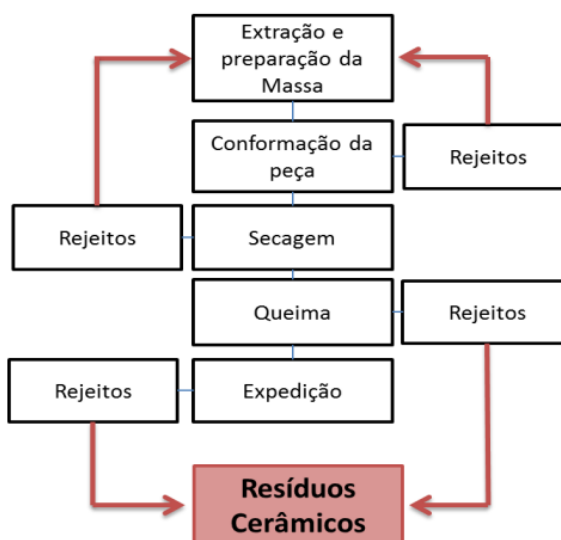 Extração e
preparação da
Massa
Conformação da
peça
Rejeitos
Rejeitos
Secagem
Queima
Rejeitos
Rejeitos
Expedição
Resíduos
Cerâmicos